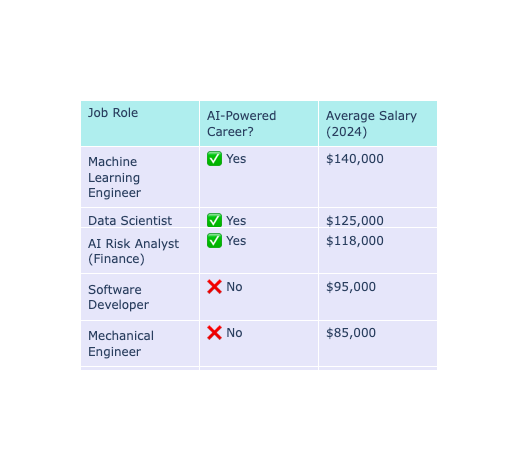 Job Role
AI-Powered
Career?
Average Salary
(2024)
Machine
Learning
Engineer
✅ Yes
$140,000
Data Scientist
✅ Yes
$125,000
AI Risk Analyst
(Finance)
✅ Yes
$118,000
Software
Developer
❌ No
$95,000
Mechanical
Engineer
❌ No
$85,000